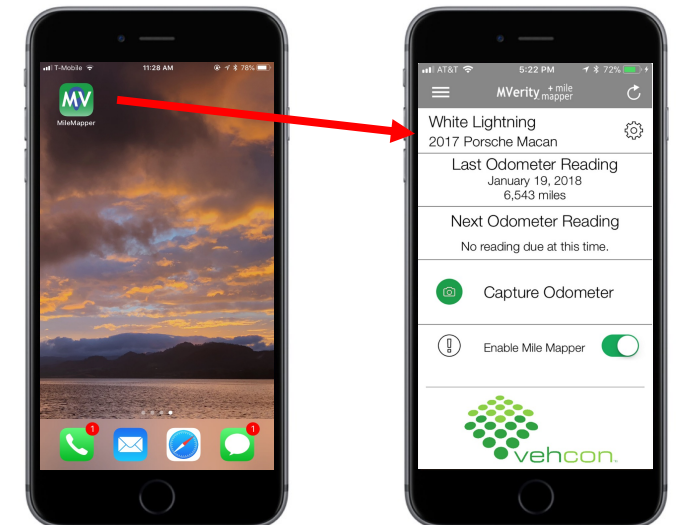 T-Mobile
11:28 AM
78%
MV
MileMapper
1
1
AT&T
5:22 PM
72%
MVerity + mile mapper
White Lightning
2017 Porsche Macan
Last Odometer Reading
January 19, 2018
6,543 miles
Next Odometer Reading
No reading due at this time.
Capture Odometer
Enable Mile Mapper
vehcon.